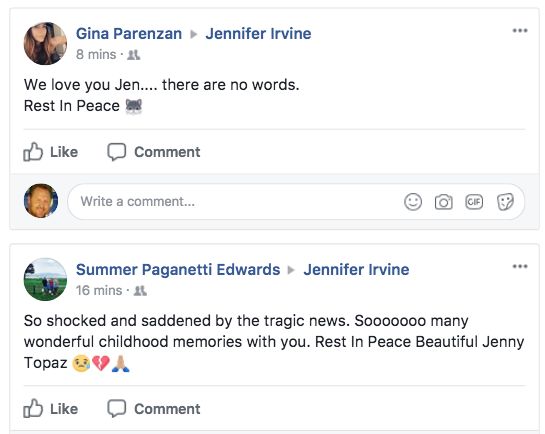 Gina Parenzan ▸ Jennifer Irvine
8 mins ·
We love you Jen.... there are no words.
Rest In Peace 🐺
Like Comment
Write a comment...
GIF
Summer Paganetti Edwards ▸ Jennifer Irvine
16 mins ·
So shocked and saddened by the tragic news. Sooooooo many
wonderful childhood memories with you. Rest In Peace Beautiful Jenny
Topaz 😢💔🙏🏼
Like Comment